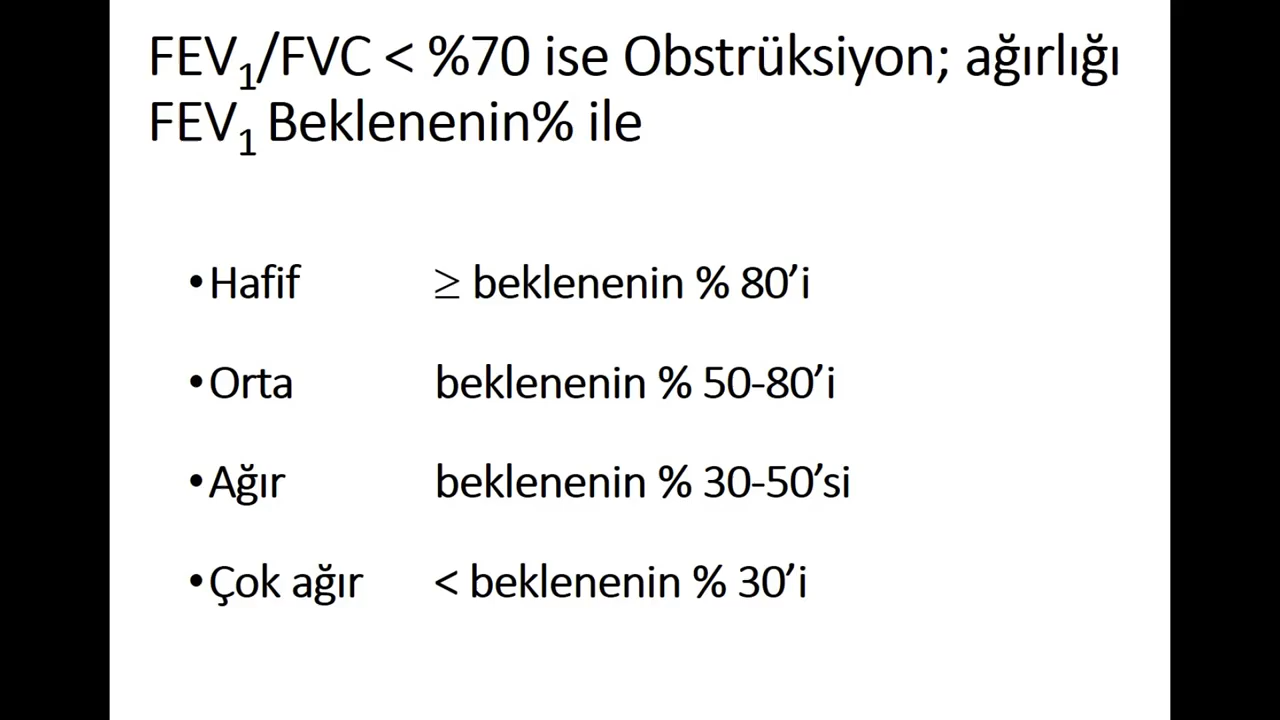 FEV₁/FVC < %70 ise Obstrüksiyon; ağırlığı
FEV₁ Beklenenin% ile
•Hafif ≥ beklenenin % 80’i
•Orta beklenenin % 50-80’i
•Ağır beklenenin % 30-50’si
•Çok ağır < beklenenin % 30’i